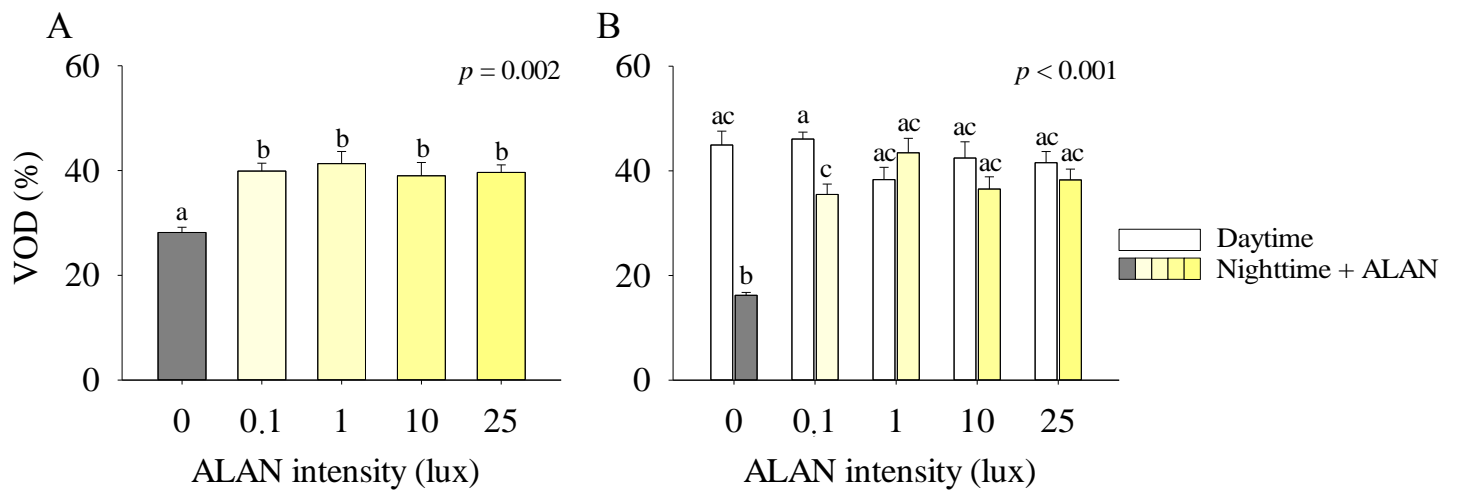 A
p = 0.002
VOD (%)
60
40
20
0
a
b
b
b
b
0
0.1
1
10
25
ALAN intensity (lux)
B
p < 0.001
60
40
20
0
ac
b
a
c
ac
ac
ac
ac
ac
ac
0
0.1
1
10
25
ALAN intensity (lux)
Daytime
Nighttime + ALAN